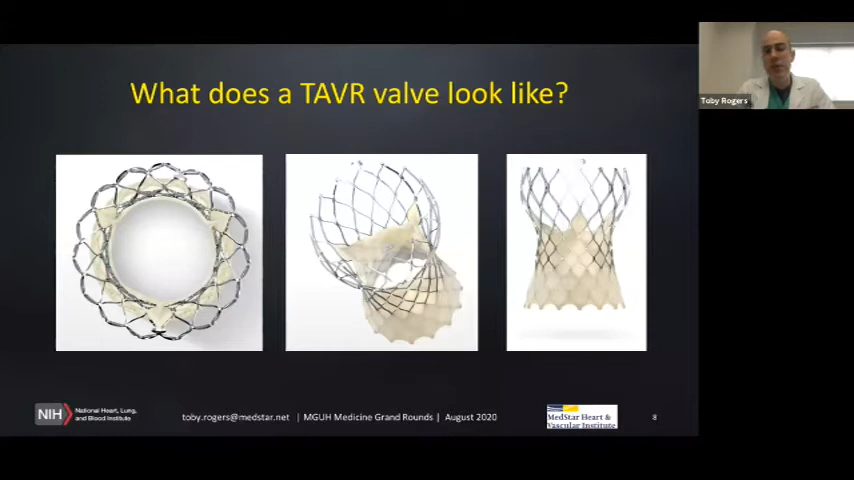 What does a TAVR valve look like?
Toby Rogers
NIH
National Heart, Lung,
and Blood Institute
toby.rogers@medstar.net | MGUH Medicine Grand Rounds | August 2020
MedStar Heart &
Vascular Institute
8